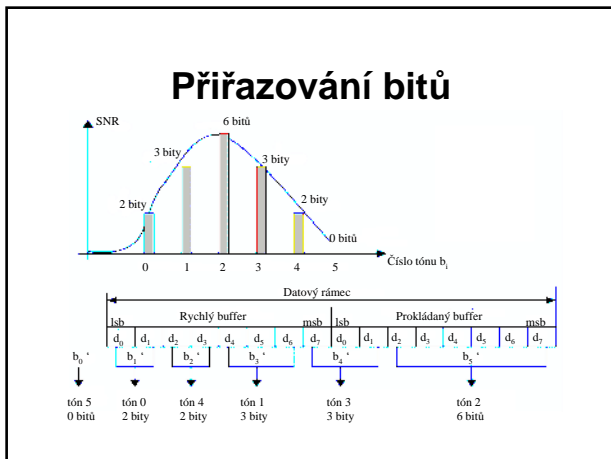 Přiřazování bitů
SNR
6 bitů
3 bity
3 bity
2 bity
2 bity
0 bitů
Číslo tónu bᵢ
0 1 2 3 4 5
Datový rámec
Rychlý buffer Prokládaný buffer
lsb msb lsb msb
d₀ d₁ d₂ d₃ d₄ d₅ d₆ d₇ d₀ d₁ d₂ d₃ d₄ d₅ d₆ d₇
b₀ ‘ b₁ ‘ b₂ ‘ b₃ ‘ b₄ ‘ b₅ ‘
tón 5 tón 0 tón 4 tón 1 tón 3 tón 2
0 bitů 2 bity 2 bity 3 bity 3 bity 6 bitů